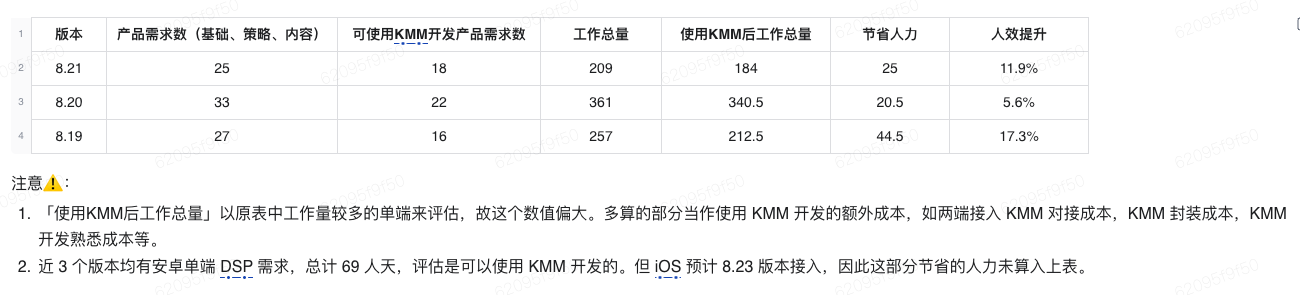 1 版本 产品需求数（基础、策略、内容） 可使用KMM开发产品需求数 工作总量 使用KMM后工作总量 节省人力 人效提升
2 8.21 25 18 209 184 25 11.9%
3 8.20 33 22 361 340.5 20.5 5.6%
4 8.19 27 16 257 212.5 44.5 17.3%
注意⚠️：
1. 「使用KMM后工作总量」以原表中工作量较多的单端来评估，故这个数值偏大。多算的部分当作使用 KMM 开发的额外成本，如两端接入 KMM 对接成本，KMM 封装成本，KMM
开发熟悉成本等。
2. 近 3 个版本均有安卓单端 DSP 需求，总计 69 人天，评估是可以使用 KMM 开发的。但 iOS 预计 8.23 版本接入，因此这部分节省的人力未算入上表。
62095f9f50